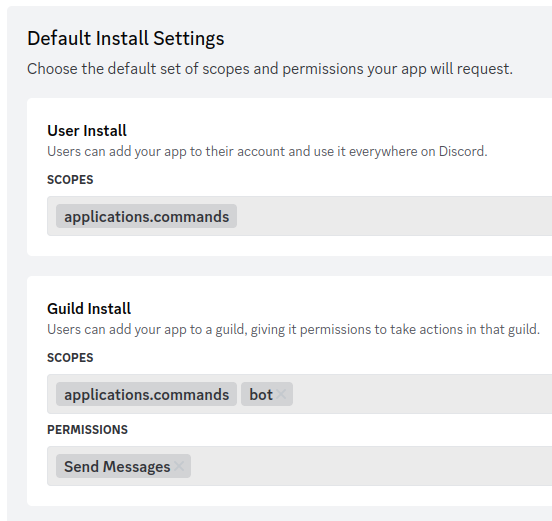 Default Install Settings
Choose the default set of scopes and permissions your app will request.
User Install
Users can add your app to their account and use it everywhere on Discord.
SCOPES
applications.commands
Guild Install
Users can add your app to a guild, giving it permissions to take actions in that guild.
SCOPES
applications.commands bot
PERMISSIONS
Send Messages